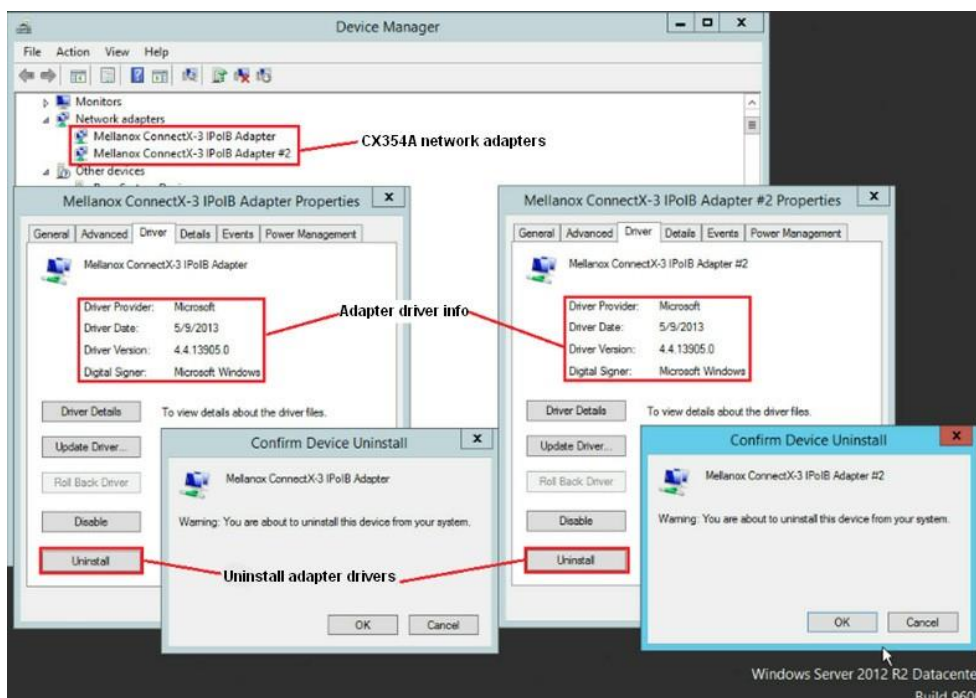 Device Manager
File Action View Help
Monitors
Network adapters
Mellanox ConnectX-3 IPoIB Adapter
Mellanox ConnectX-3 IPoIB Adapter #2
CX354A network adapters
Other devices
Mellanox ConnectX-3 IPoIB Adapter Properties
General Advanced Driver Details Events Power Management
Mellanox ConnectX-3 IPoIB Adapter
Driver Provider: Microsoft
Driver Date: 5/9/2013
Driver Version: 4.4.13905.0
Digital Signer: Microsoft Windows
Driver Details To view details about the driver files.
Update Driver...
Roll Back Driver
Disable
Uninstall
Adapter driver info
Confirm Device Uninstall
Mellanox ConnectX-3 IPoIB Adapter
Warning: You are about to uninstall this device from your system.
OK Cancel
Uninstall adapter drivers
Mellanox ConnectX-3 IPoIB Adapter #2 Properties
General Advanced Driver Details Events Power Management
Mellanox ConnectX-3 IPoIB Adapter #2
Driver Provider: Microsoft
Driver Date: 5/9/2013
Driver Version: 4.4.13905.0
Digital Signer: Microsoft Windows
Driver Details To view details about the driver files.
Update Driver...
Roll Back Driver
Disable
Uninstall
Confirm Device Uninstall
Mellanox ConnectX-3 IPoIB Adapter #2
Warning: You are about to uninstall this device from your system.
OK Cancel
Windows Server 2012 R2 Datacente
Build 960